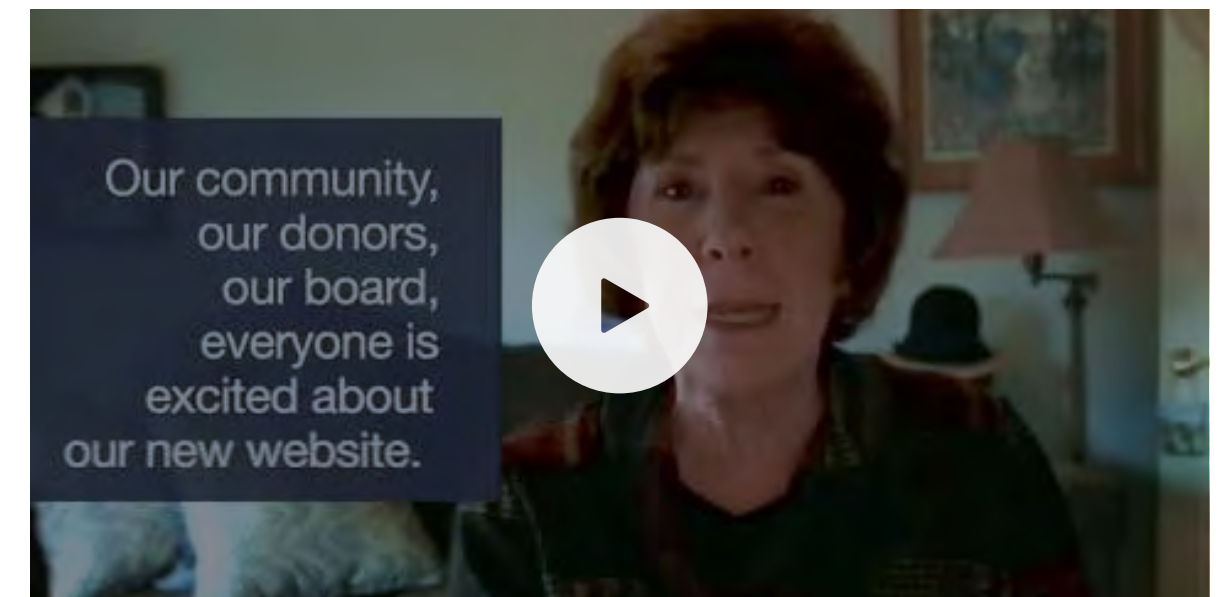 Our community,
our donors,
our board,
everyone is
excited about
our new website.